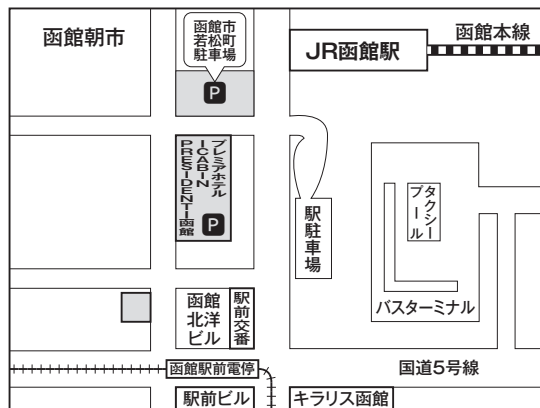 函館朝市
函館市
若松町
駐車場
P
JR函館駅
函館本線
プレミアホテル
ICABIN
PRESIDENTI函館
P
駅駐車場
タクシー
プール
バスターミナル
函館
北洋
ビル
駅前交番
函館駅前電停
国道5号線
駅前ビル
キラリス函館